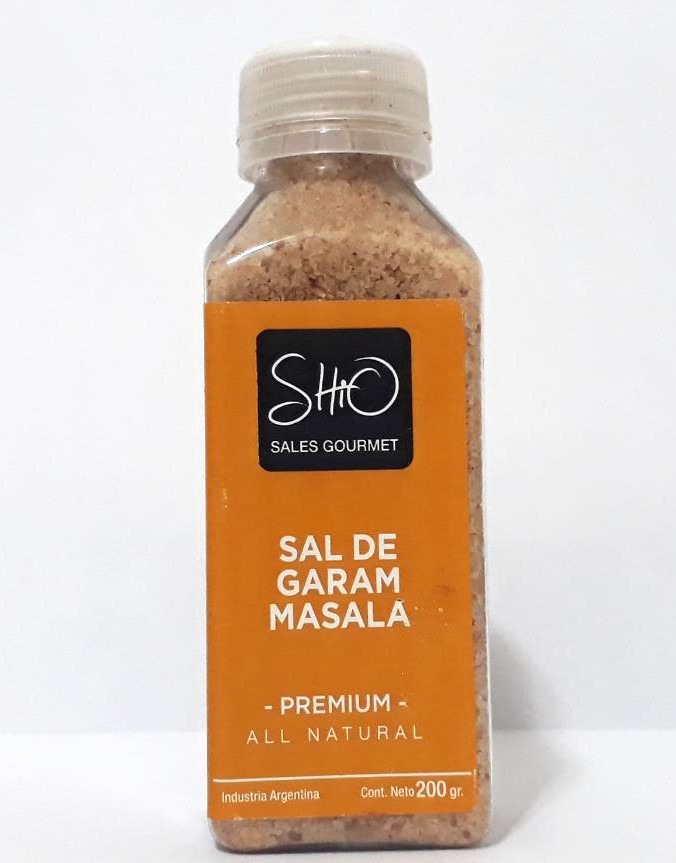 SHiO
SALES GOURMET
SAL DE
GARAM
MASALA
- PREMIUM -
ALL NATURAL
Industria Argentina Cont. Neto 200 gr.